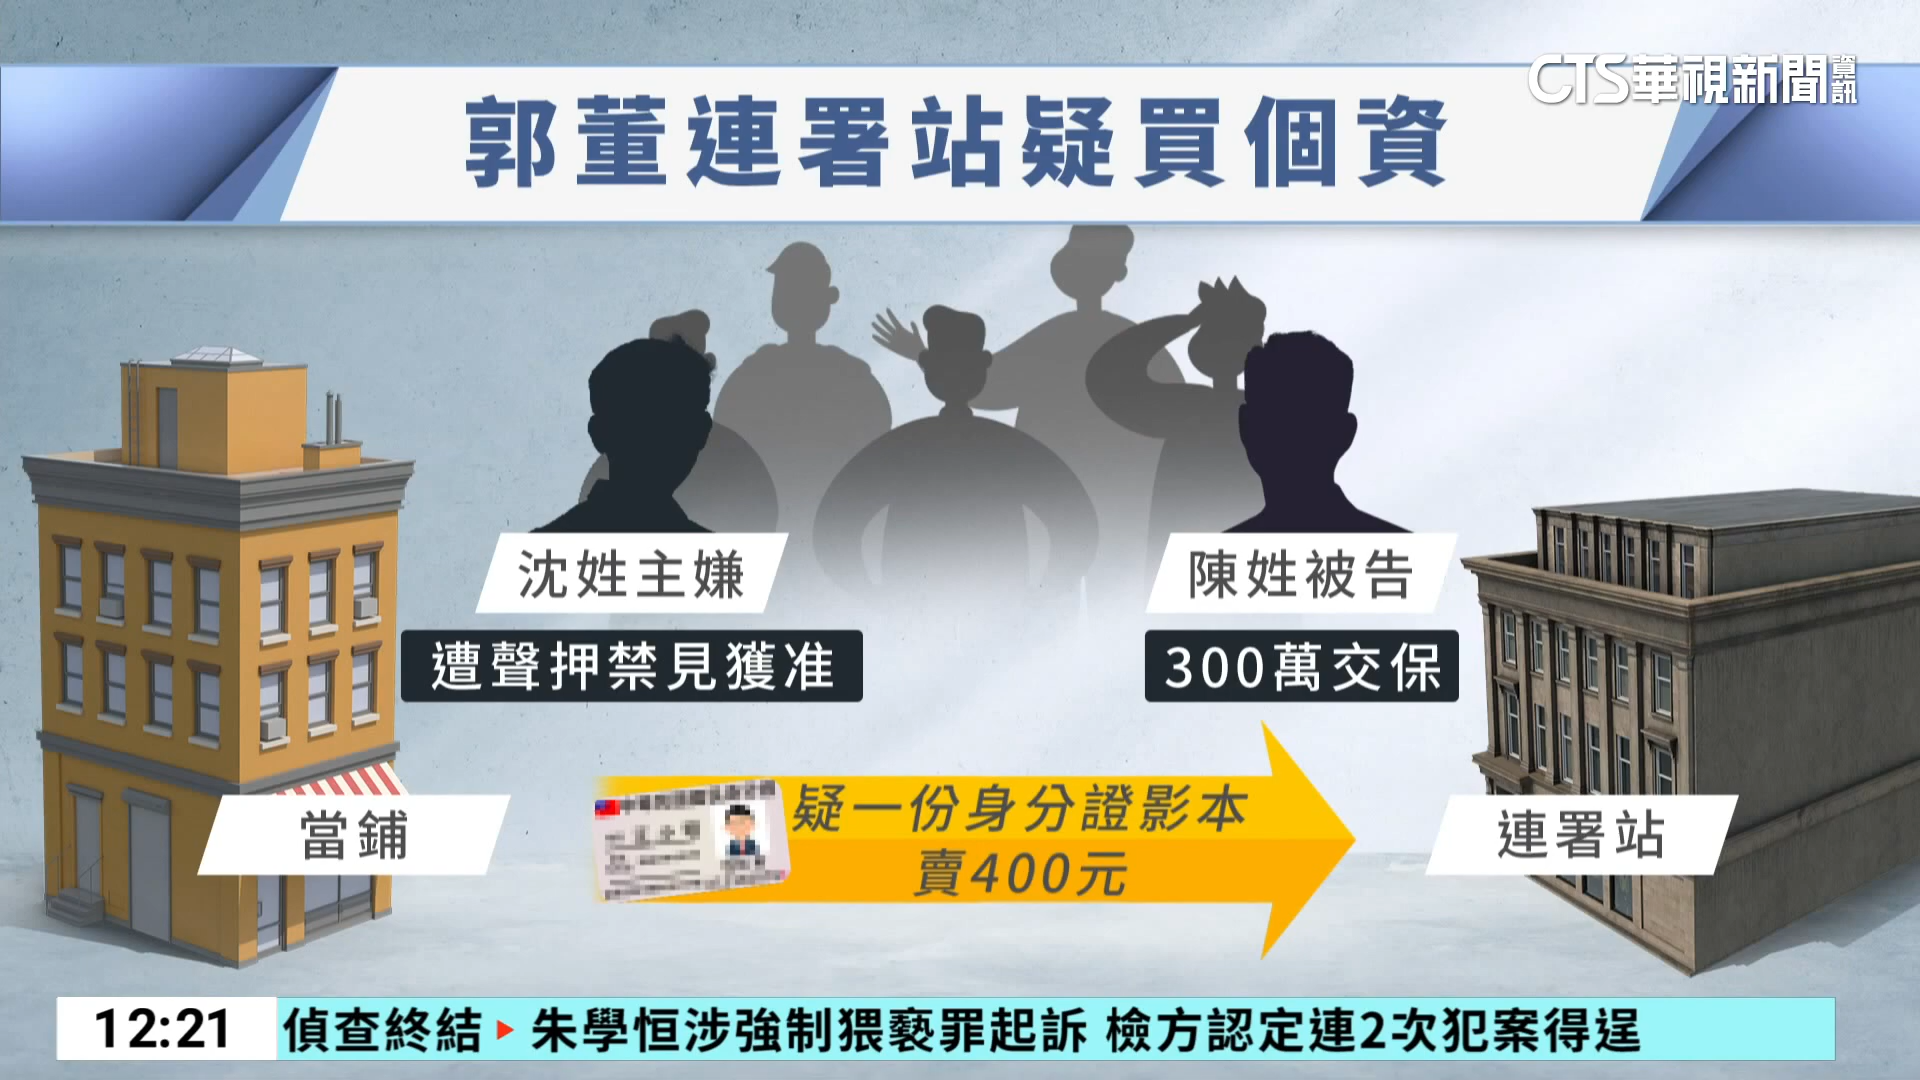 CTS華視新聞資訊
郭董連署站疑買個資
沈姓主嫌
遭聲押禁見獲准
陳姓被告
300萬交保
當鋪
疑一份身分證影本
賣400元
連署站
12:21
偵查終結▶朱學恒涉強制猥褻罪起訴 檢方認定連2次犯案得逞